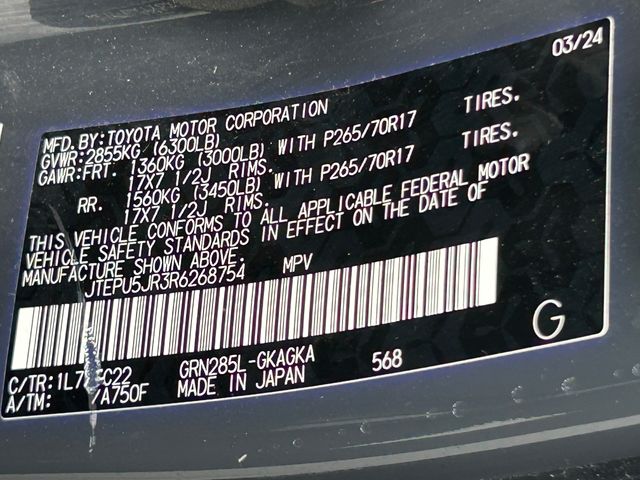 03/24
MFD. BY: TOYOTA MOTOR CORPORATION
GVWR: 2855KG (6300LB)
GAWR: FRT. 1360KG (3000LB) WITH P265/70R17 TIRES.
17X7 1/2J RIMS.
RR. 1560KG (3450LB) WITH P265/70R17 TIRES.
17X7 1/2J RIMS.
THIS VEHICLE CONFORMS TO ALL APPLICABLE FEDERAL MOTOR
VEHICLE SAFETY STANDARDS IN EFFECT ON THE DATE OF
MANUFACTURE SHOWN ABOVE.
JTEPU5JR3R6268754 MPV
G
C/TR: GRN285L-GKAGKA 568
A/TM: /A750F MADE IN JAPAN